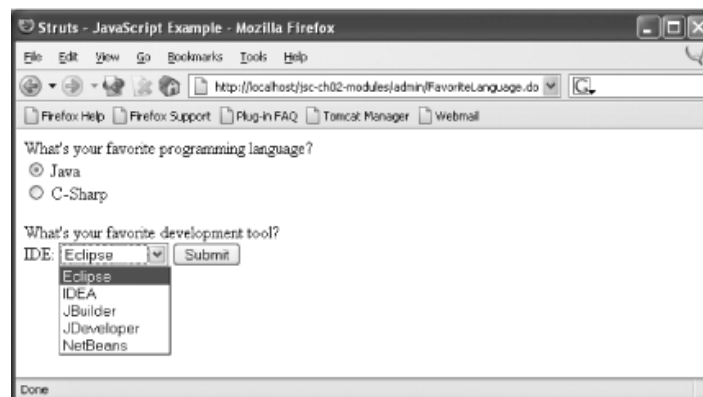 Struts - JavaScript Example - Mozilla Firefox
File Edit View Go Bookmarks Tools Help
http://localhost/jsc-ch02-modules/admin/FavoriteLanguage.do
Firefox Help Firefox Support Plug-in FAQ Tomcat Manager Webmail
What's your favorite programming language?
Java
C-Sharp
What's your favorite development tool?
IDE: Eclipse Submit
Eclipse
IDEA
JBuilder
JDeveloper
NetBeans
Done